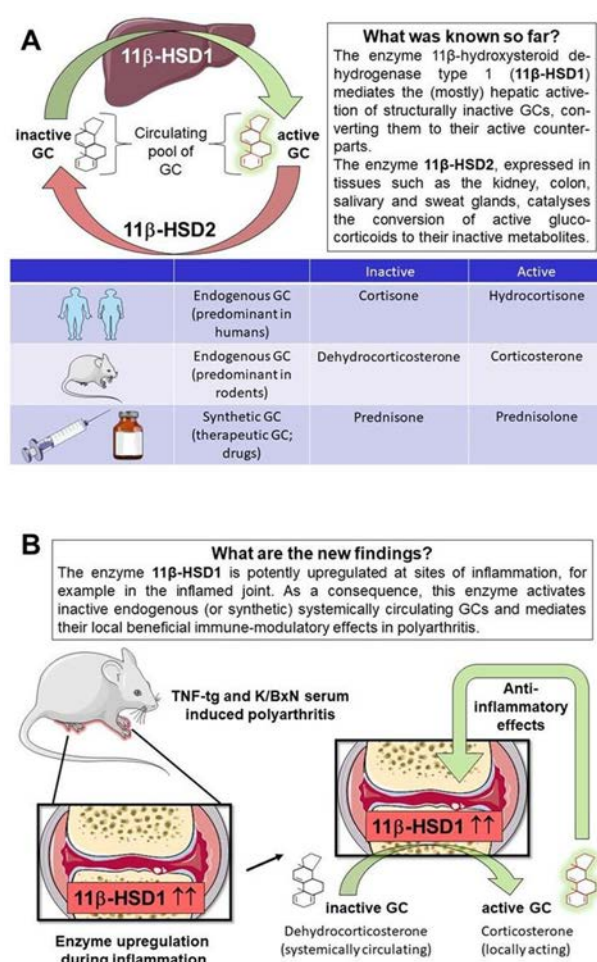 A
11β-HSD1
inactive
GC
Circulating
pool of
GC
active
GC
11β-HSD2
What was known so far?
The enzyme 11β-hydroxysteroid de-
hydrogenase type 1 (11β-HSD1)
mediates the (mostly) hepatic active-
tion of structurally inactive GCs, con-
verting them to their active counter-
parts.
The enzyme 11β-HSD2, expressed in
tissues such as the kidney, colon,
salivary and sweat glands, catalyses
the conversion of active gluco-
corticoids to their inactive metabolites.
Inactive Active
Endogenous GC
(predominant in
humans)
Cortisone
Hydrocortisone
Endogenous GC
(predominant in
rodents)
Dehydrocorticosterone
Corticosterone
Synthetic GC
(therapeutic GC;
drugs)
Prednisone
Prednisolone
B
What are the new findings?
The enzyme 11β-HSD1 is potently upregulated at sites of inflammation, for
example in the inflamed joint. As a consequence, this enzyme activates
inactive endogenous (or synthetic) systemically circulating GCs and mediates
their local beneficial immune-modulatory effects in polyarthritis.
TNF-tg and K/BxN serum
induced polyarthritis
Anti-
inflammatory
effects
11β-HSD1 ↑↑
11β-HSD1 ↑↑
Enzyme upregulation
during inflammation
inactive GC
Dehydrocorticosterone
(systemically circulating)
active GC
Corticosterone
(locally acting)